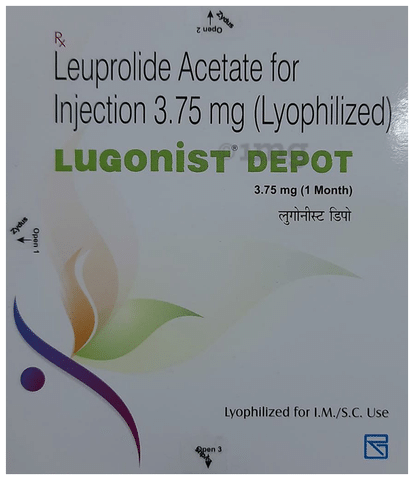 Zydus
Open 2
Rx
Leuprolide Acetate for
Injection 3.75 mg (Lyophilized)
LUGONIST® DEPOT
3.75 mg (1 Month)
लुगोनीस्ट डिपो
Zydus
Open 1
Lyophilized for I.M./S.C. Use
Open 3